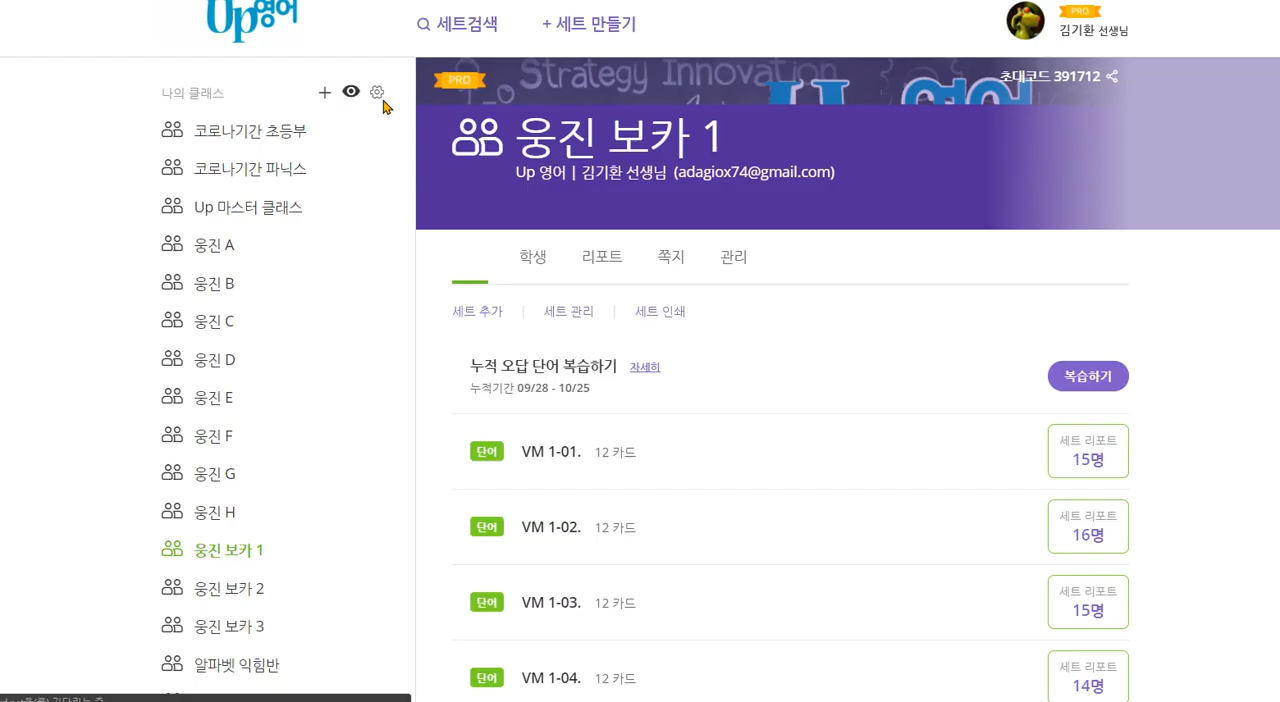 Up영어
세트검색
+ 세트 만들기
PRO
김기환 선생님
나의 클래스
코로나기간 초등부
코로나기간 파닉스
Up 마스터 클래스
웅진 A
웅진 B
웅진 C
웅진 D
웅진 E
웅진 F
웅진 G
웅진 H
웅진 보카 1
웅진 보카 2
웅진 보카 3
알파벳 익힘반
PRO
Strategy Innovation
초대코드 391712
웅진 보카 1
Up 영어 | 김기환 선생님 (adagiox74@gmail.com)
학생 리포트 쪽지 관리
세트 추가 | 세트 관리 | 세트 인쇄
누적 오답 단어 복습하기 자세히
누적기간 09/28 - 10/25
복습하기
단어 VM 1-01. 12 카드
세트 리포트
15명
단어 VM 1-02. 12 카드
세트 리포트
16명
단어 VM 1-03. 12 카드
세트 리포트
15명
단어 VM 1-04. 12 카드
세트 리포트
14명